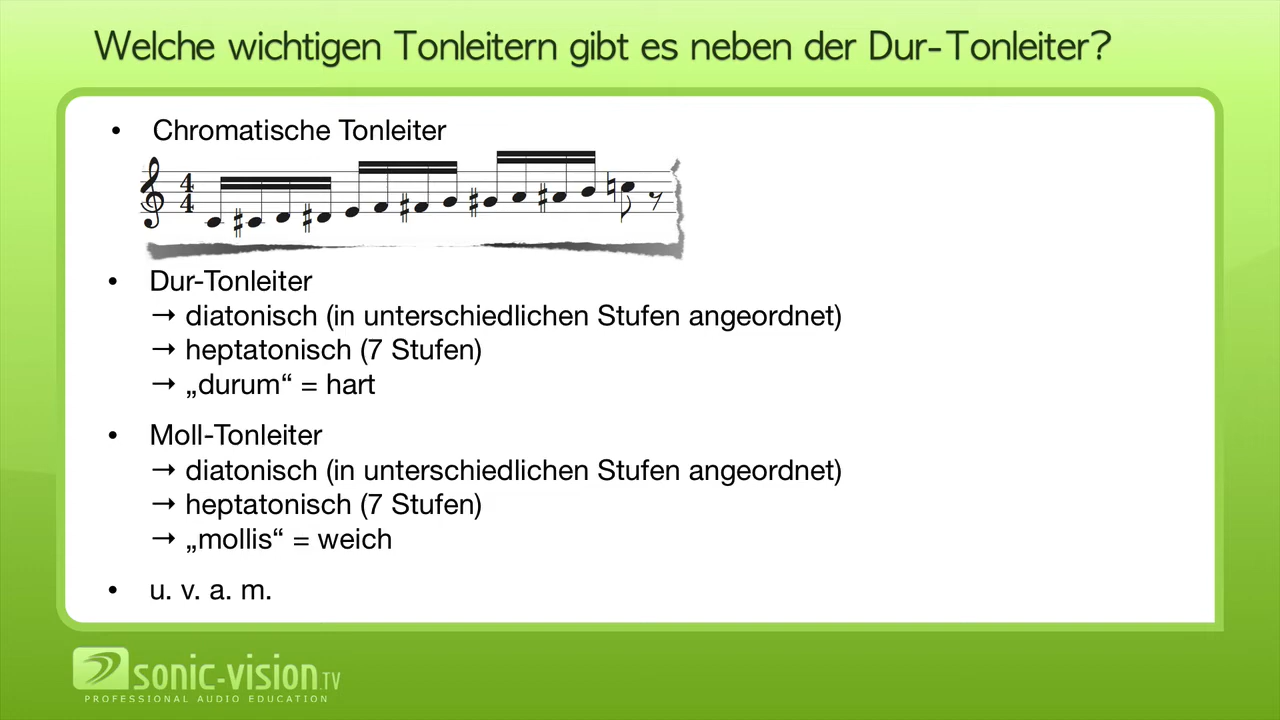 Welche wichtigen Tonleitern gibt es neben der Dur-Tonleiter?
• Chromatische Tonleiter
4
4
• Dur-Tonleiter
→ diatonisch (in unterschiedlichen Stufen angeordnet)
→ heptatonisch (7 Stufen)
→ „durum“ = hart
• Moll-Tonleiter
→ diatonisch (in unterschiedlichen Stufen angeordnet)
→ heptatonisch (7 Stufen)
→ „mollis“ = weich
• u. v. a. m.
sonic-vision.TV
PROFESSIONAL AUDIO EDUCATION